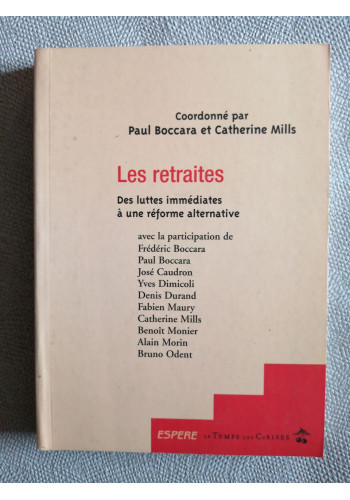 Coordonné par
Paul Boccara et Catherine Mills
Les retraites
Des luttes immédiates
à une réforme alternative
avec la participation de
Frédéric Boccara
Paul Boccara
José Caudron
Yves Dimicoli
Denis Durand
Fabien Maury
Catherine Mills
Benoît Monier
Alain Morin
Bruno Odent
ESPERE Le Temps des Cerises